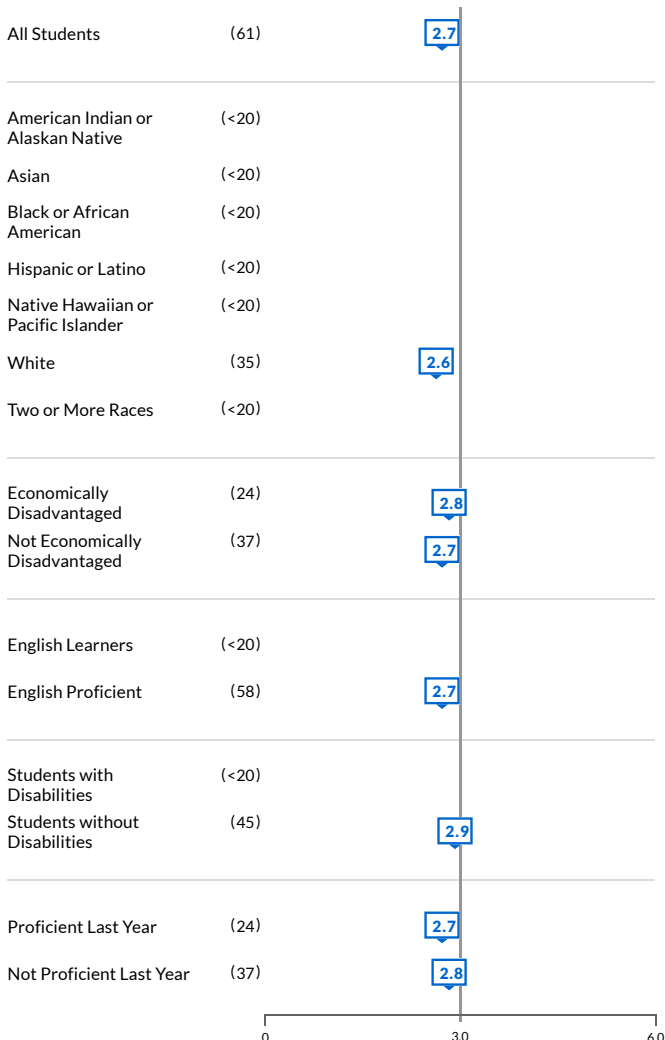 All Students (61) 2.7
American Indian or (<20)
Alaskan Native
Asian (<20)
Black or African (<20)
American
Hispanic or Latino (<20)
Native Hawaiian or (<20)
Pacific Islander
White (35) 2.6
Two or More Races (<20)
Economically (24) 2.8
Disadvantaged
Not Economically (37) 2.7
Disadvantaged
English Learners (<20)
English Proficient (58) 2.7
Students with (<20)
Disabilities
Students without (45) 2.9
Disabilities
Proficient Last Year (24) 2.7
Not Proficient Last Year (37) 2.8
0 3.0 6.0